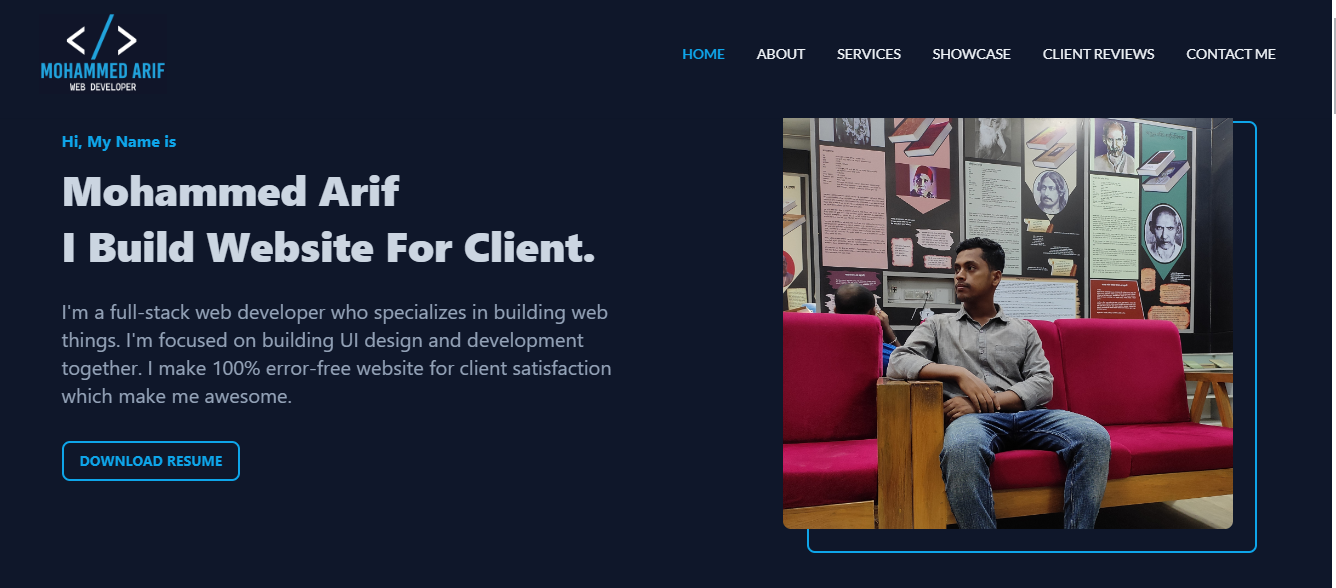 MOHAMMED ARIF
WEB DEVELOPER
HOME
ABOUT
SERVICES
SHOWCASE
CLIENT REVIEWS
CONTACT ME
Hi, My Name is
Mohammed Arif
I Build Website For Client.
I'm a full-stack web developer who specializes in building web
things. I'm focused on building UI design and development
together. I make 100% error-free website for client satisfaction
which make me awesome.
DOWNLOAD RESUME